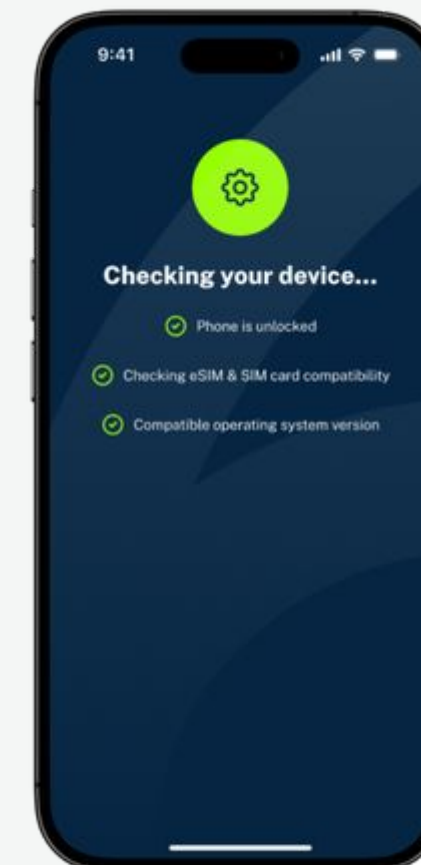 9:41
Checking your device...
Phone is unlocked
Checking eSIM & SIM card compatibility
Compatible operating system version